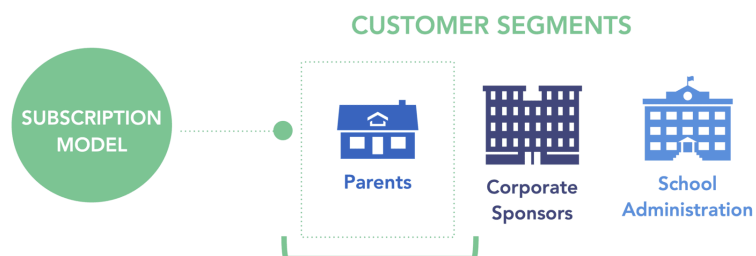 CUSTOMER SEGMENTS
SUBSCRIPTION
MODEL
Parents
Corporate
Sponsors
School
Administration